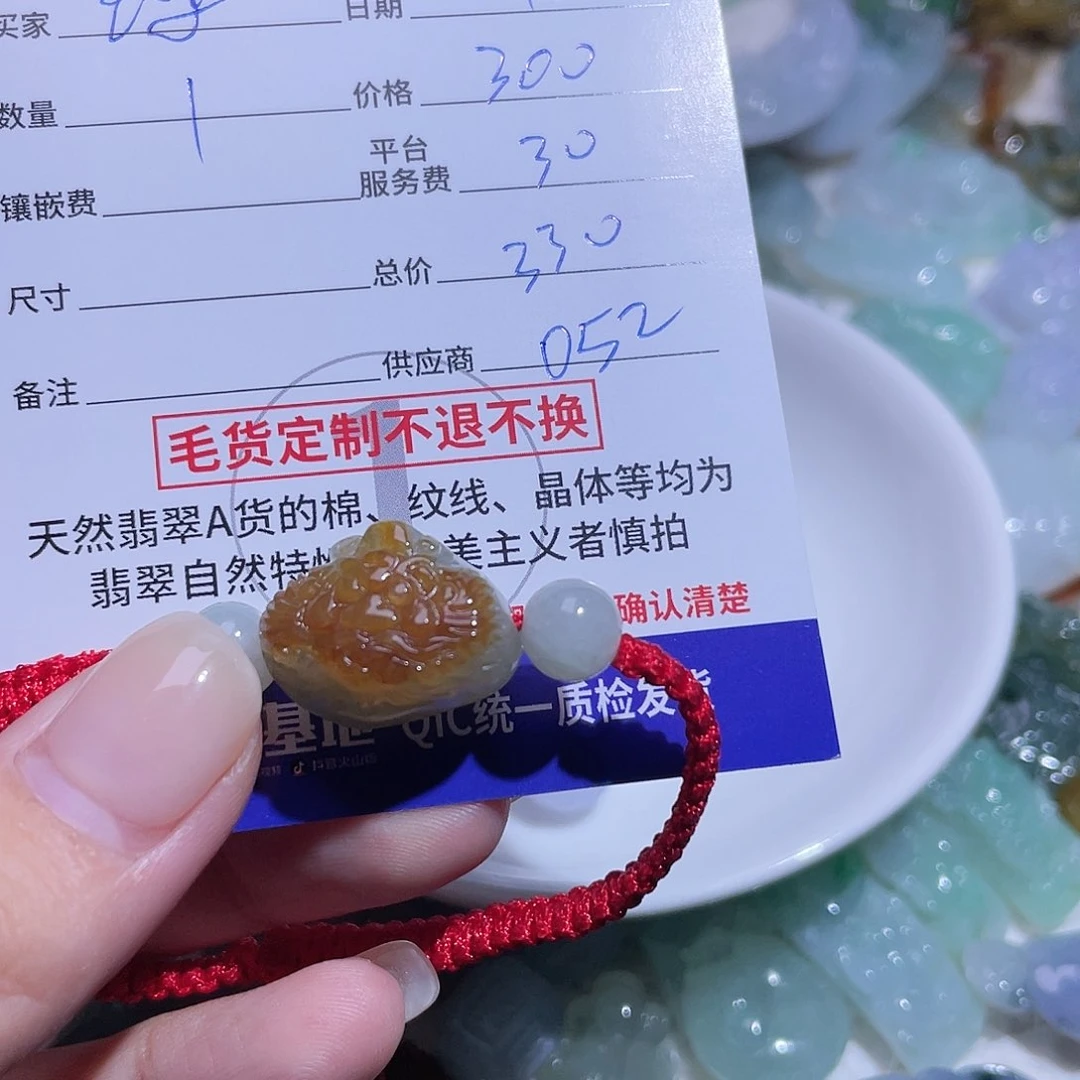 买家 日期
数量 1 价格 300
镶嵌费 平台服务费 30
尺寸 总价 330
备注 供应商 052
毛货定制不退不换
天然翡翠A货的棉、纹线、晶体等均为
翡翠自然特 美主义者慎拍
确认清楚
基地 QIC统一质检发货